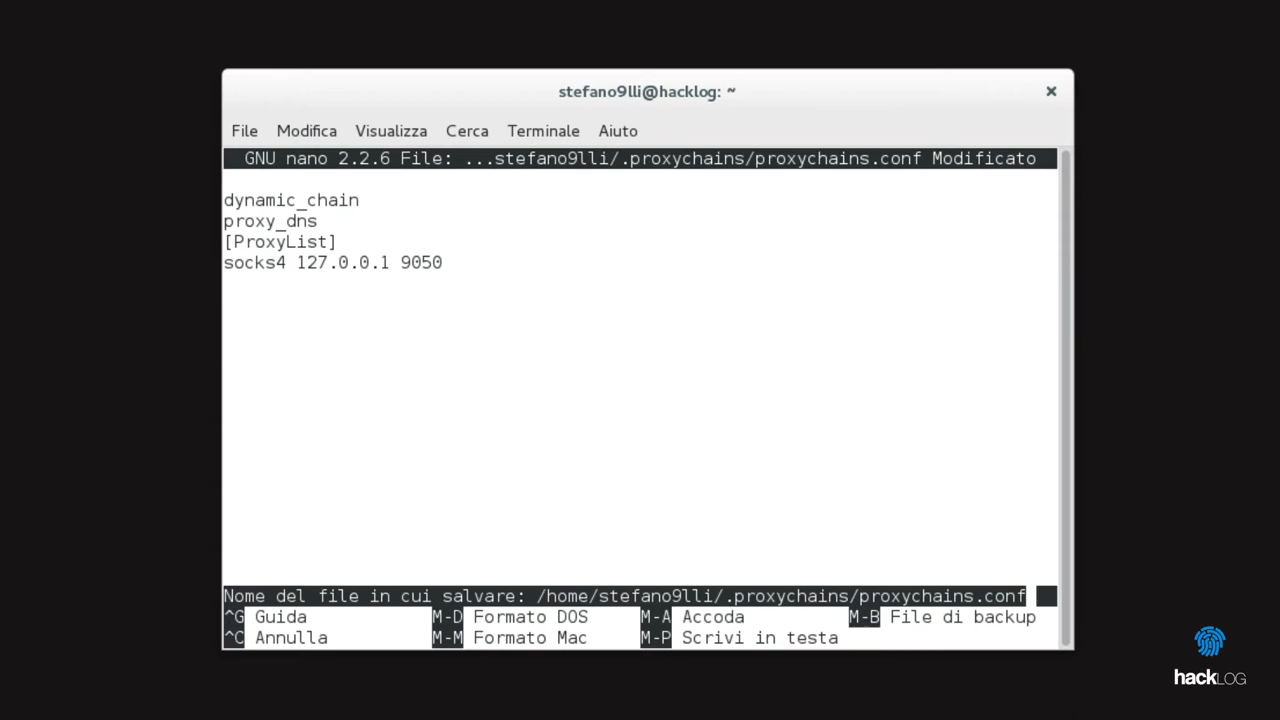 stefano9lli@hacklog: ~
File Modifica Visualizza Cerca Terminale Aiuto
GNU nano 2.2.6 File: ...stefano9lli/.proxychains/proxychains.conf Modificato
dynamic_chain
proxy_dns
[ProxyList]
socks4 127.0.0.1 9050
Nome del file in cui salvare: /home/stefano9lli/.proxychains/proxychains.conf
^G Guida M-D Formato DOS M-A Accoda M-B File di backup
^C Annulla M-M Formato Mac M-P Scrivi in testa
hackLOG